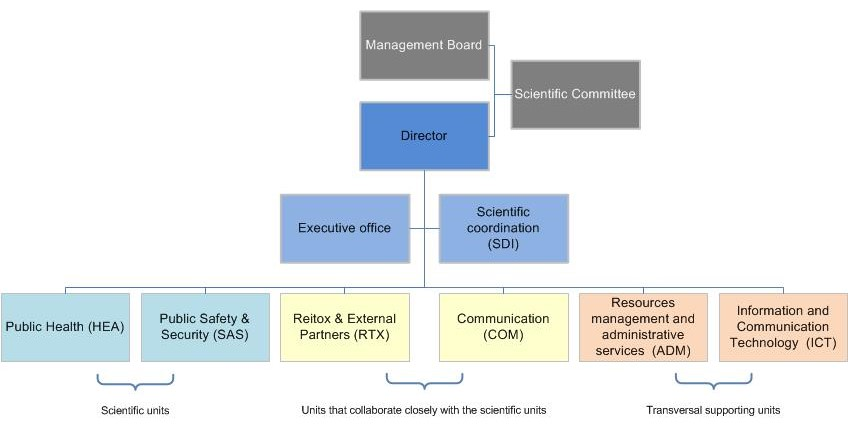 Management Board
Scientific Committee
Director
Executive office
Scientific
coordination
(SDI)
Public Health (HEA)
Public Safety &
Security (SAS)
Reitox & External
Partners (RTX)
Communication
(COM)
Resources
management and
administrative
services (ADM)
Information and
Communication
Technology (ICT)
Scientific units
Units that collaborate closely with the scientific units
Transversal supporting units